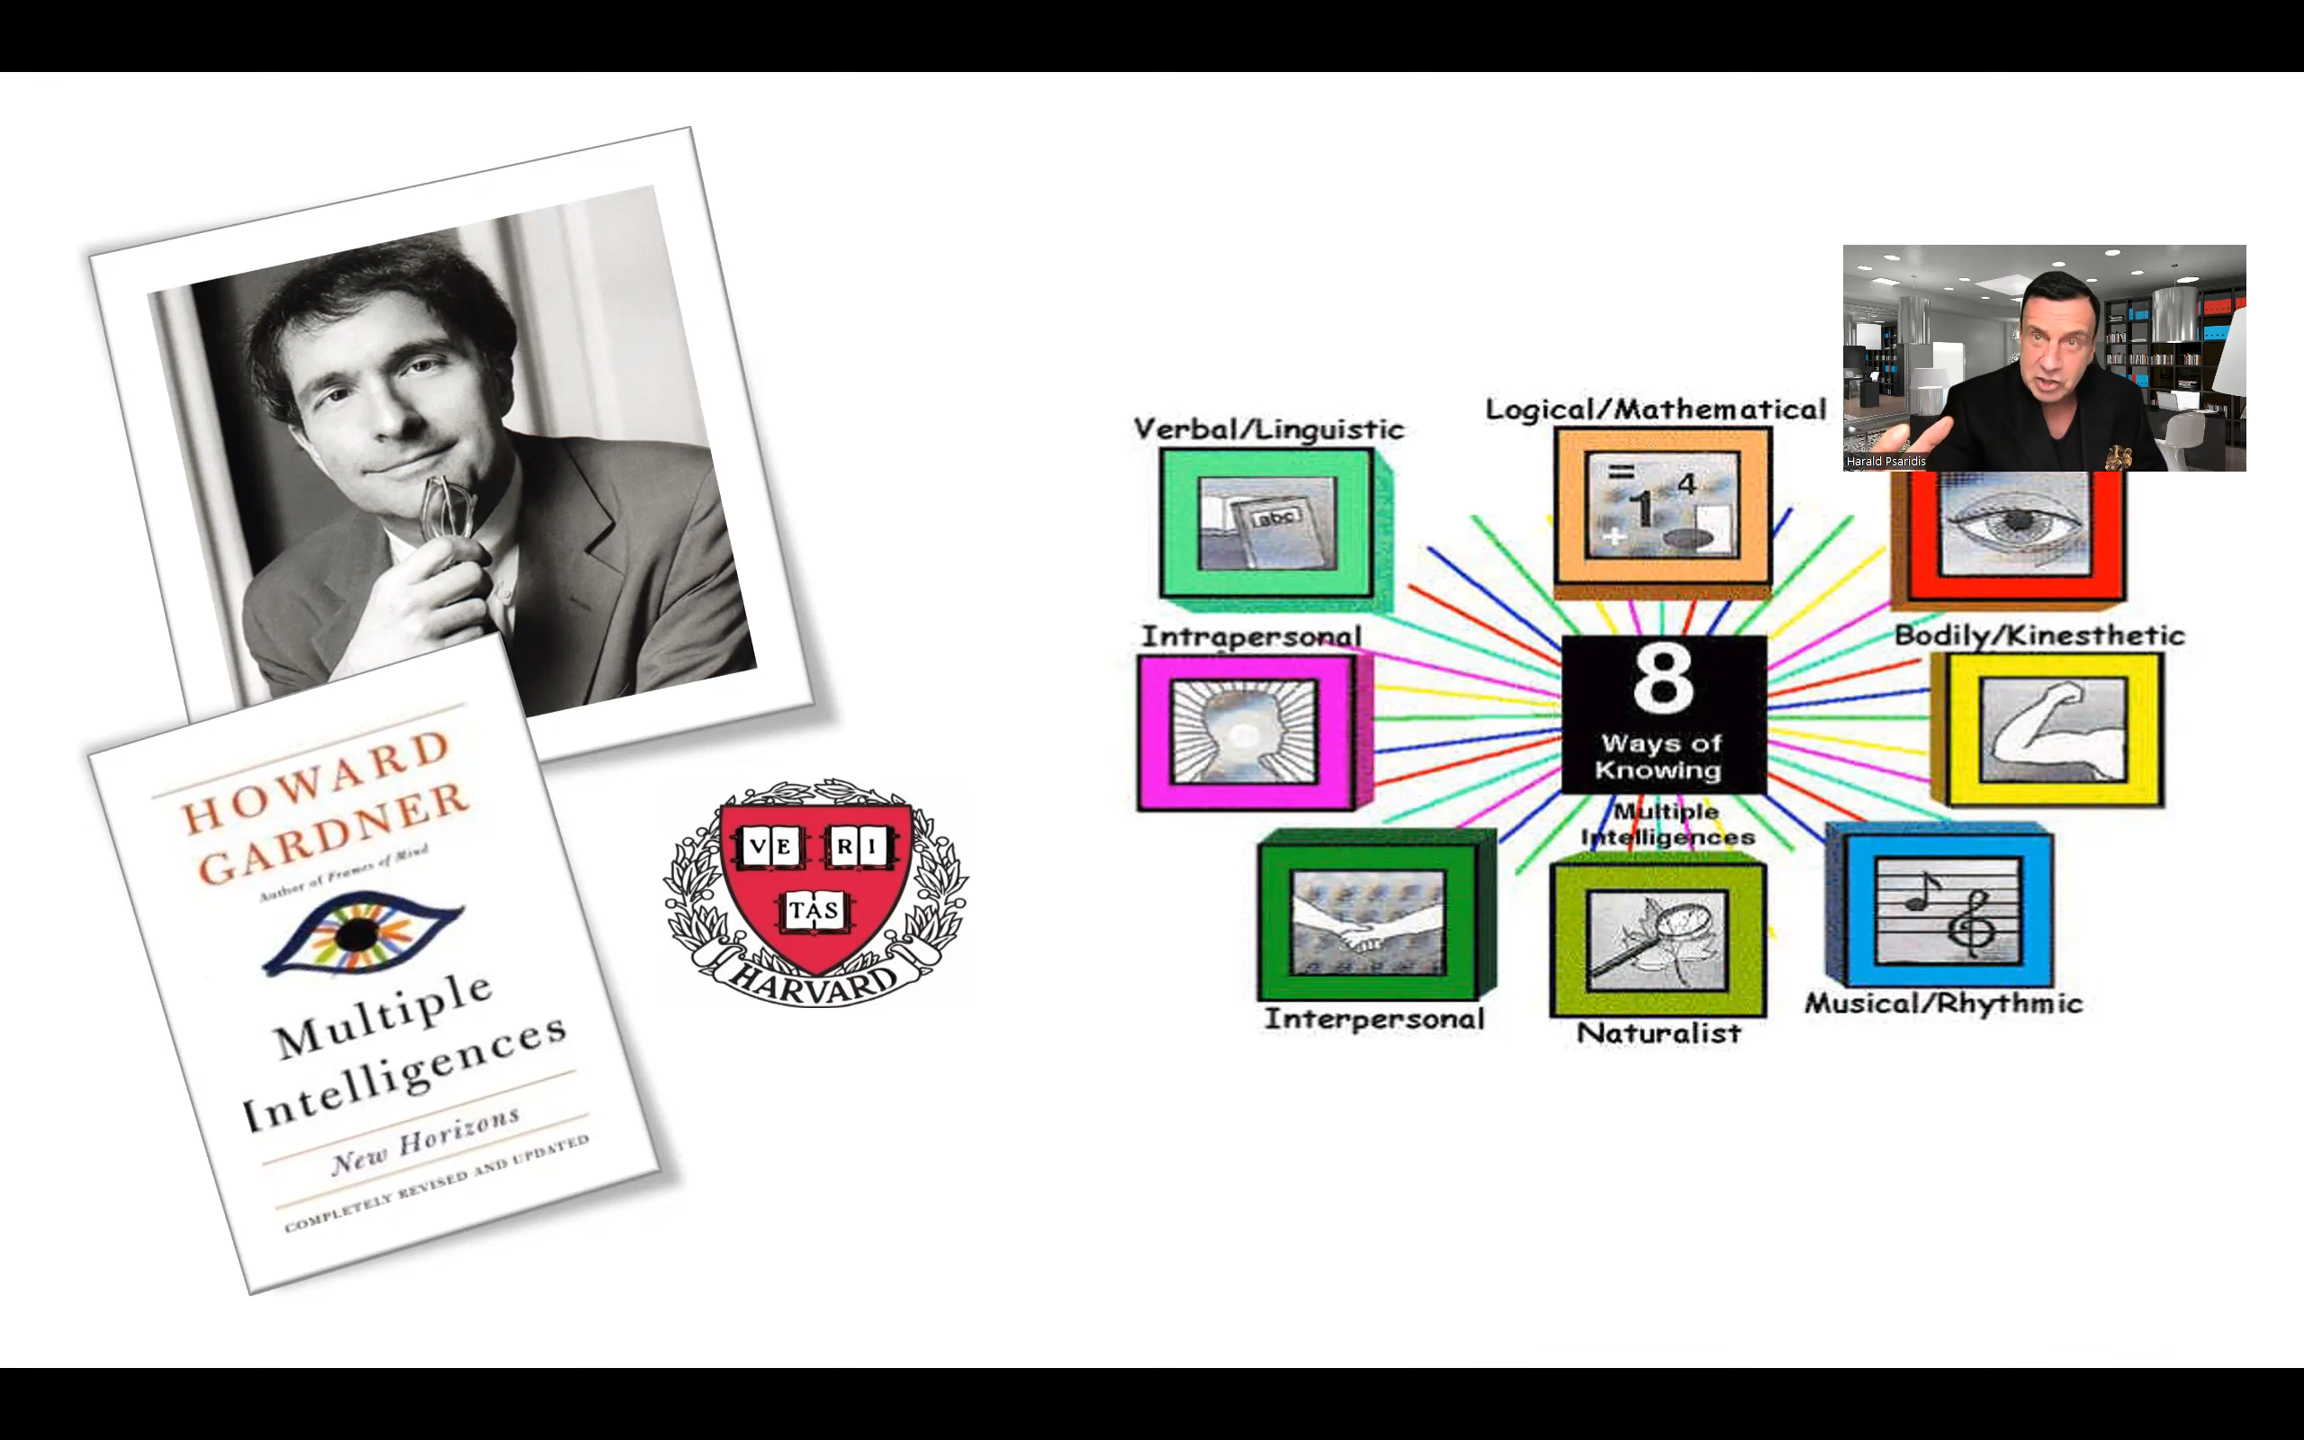 HOWARD
GARDNER
Author of Frames of Mind
Multiple
Intelligences
New Horizons
COMPLETELY REVISED AND UPDATED
VE RI
TAS
HARVARD
Verbal/Linguistic
Logical/Mathematical
abc
=
1 4
+
Harald Psaridis
Intrapersonal
Bodily/Kinesthetic
8
Ways of
Knowing
Multiple
Intelligences
Interpersonal
Naturalist
Musical/Rhythmic